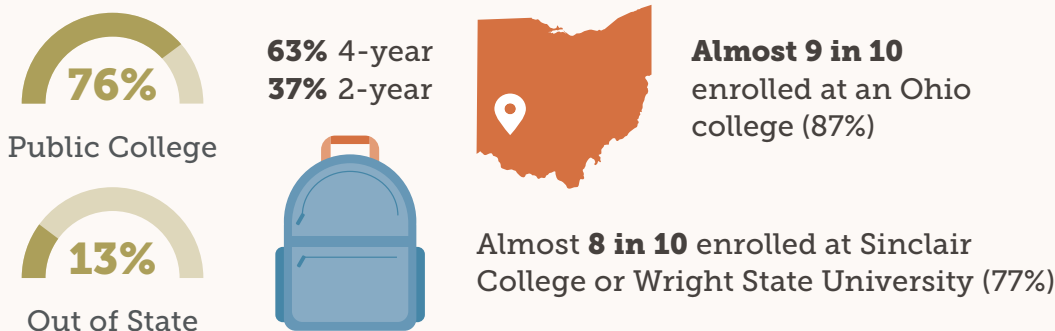 76%
Public College
13%
Out of State
63% 4-year
37% 2-year
Almost 9 in 10
enrolled at an Ohio
college (87%)
Almost 8 in 10 enrolled at Sinclair
College or Wright State University (77%)